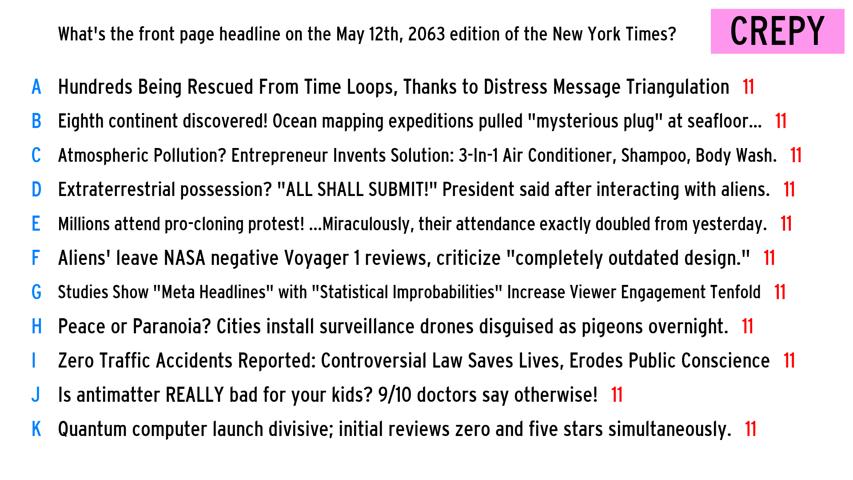 What's the front page headline on the May 12th, 2063 edition of the New York Times?
CREPY
A Hundreds Being Rescued From Time Loops, Thanks to Distress Message Triangulation 11
B Eighth continent discovered! Ocean mapping expeditions pulled "mysterious plug" at seafloor... 11
C Atmospheric Pollution? Entrepreneur Invents Solution: 3-In-1 Air Conditioner, Shampoo, Body Wash. 11
D Extraterrestrial possession? "ALL SHALL SUBMIT!" President said after interacting with aliens. 11
E Millions attend pro-cloning protest! ...Miraculously, their attendance exactly doubled from yesterday. 11
F Aliens' leave NASA negative Voyager 1 reviews, criticize "completely outdated design." 11
G Studies Show "Meta Headlines" with "Statistical Improbabilities" Increase Viewer Engagement Tenfold 11
H Peace or Paranoia? Cities install surveillance drones disguised as pigeons overnight. 11
I Zero Traffic Accidents Reported: Controversial Law Saves Lives, Erodes Public Conscience 11
J Is antimatter REALLY bad for your kids? 9/10 doctors say otherwise! 11
K Quantum computer launch divisive; initial reviews zero and five stars simultaneously. 11